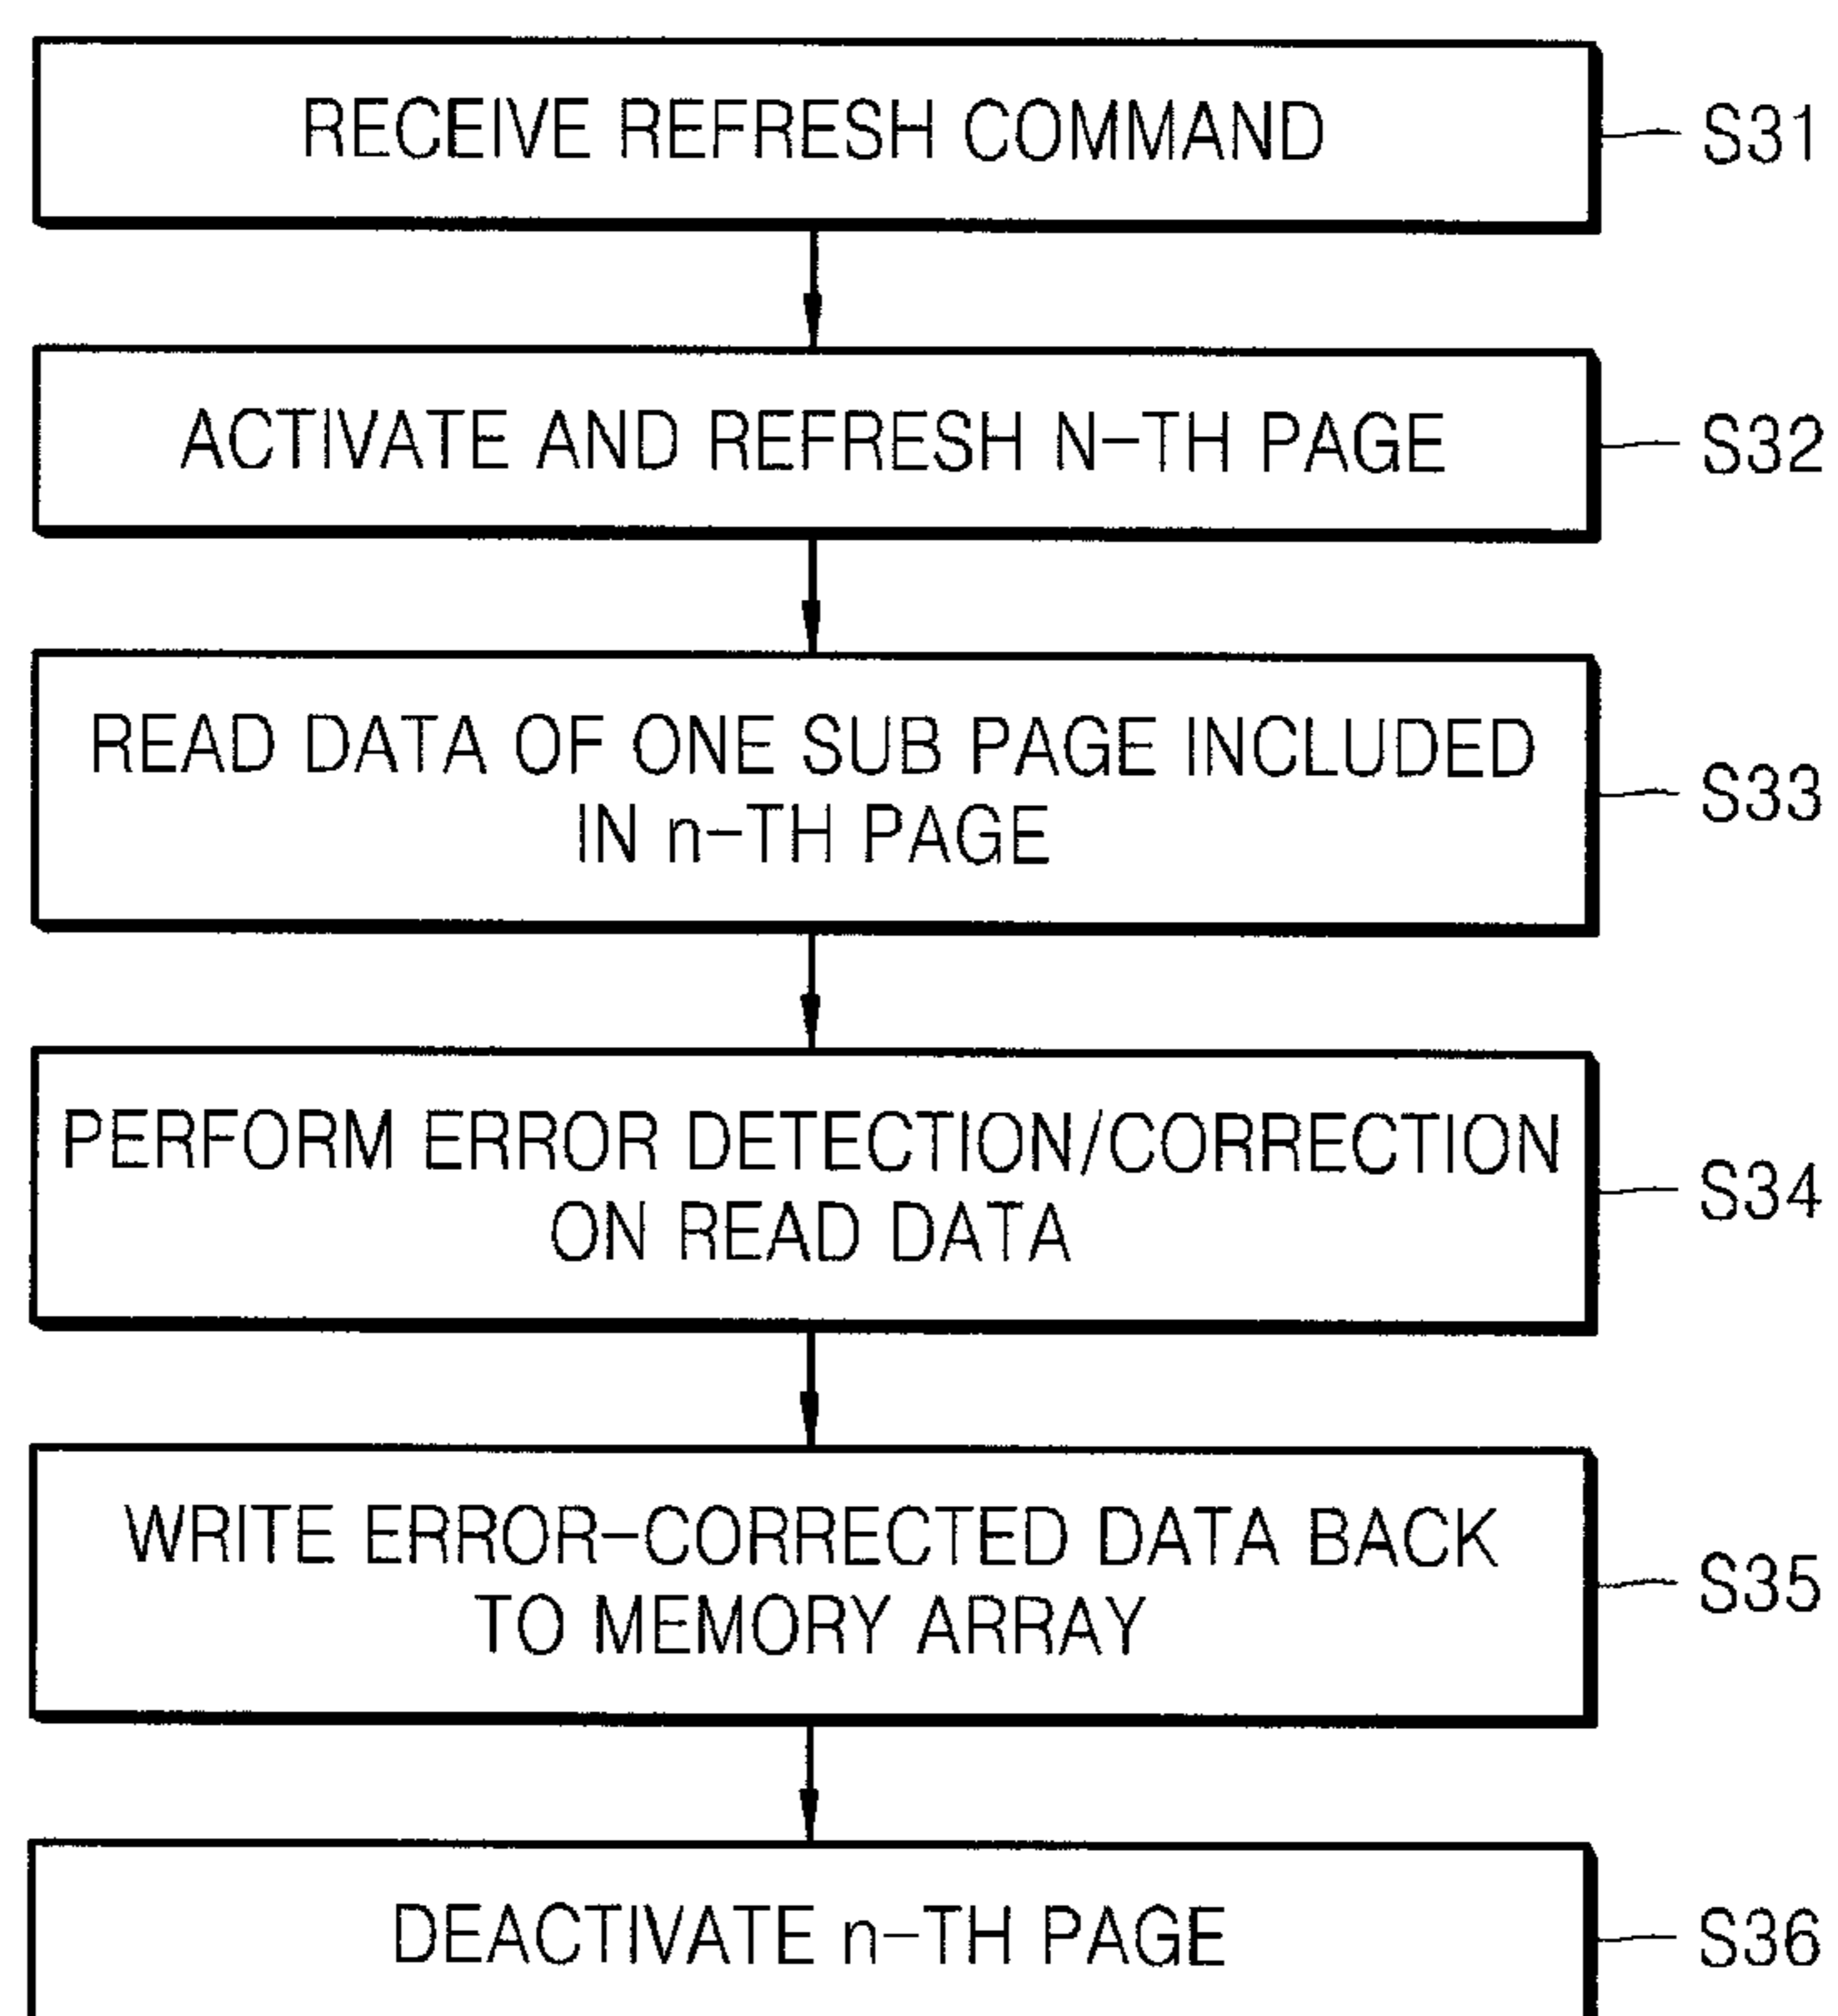 RECEIVE REFRESH COMMAND
S31
ACTIVATE AND REFRESH N-TH PAGE
S32
READ DATA OF ONE SUB PAGE INCLUDED
IN n-TH PAGE
S33
PERFORM ERROR DETECTION/CORRECTION
ON READ DATA
S34
WRITE ERROR-CORRECTED DATA BACK
TO MEMORY ARRAY
S35
DEACTIVATE n-TH PAGE
S36